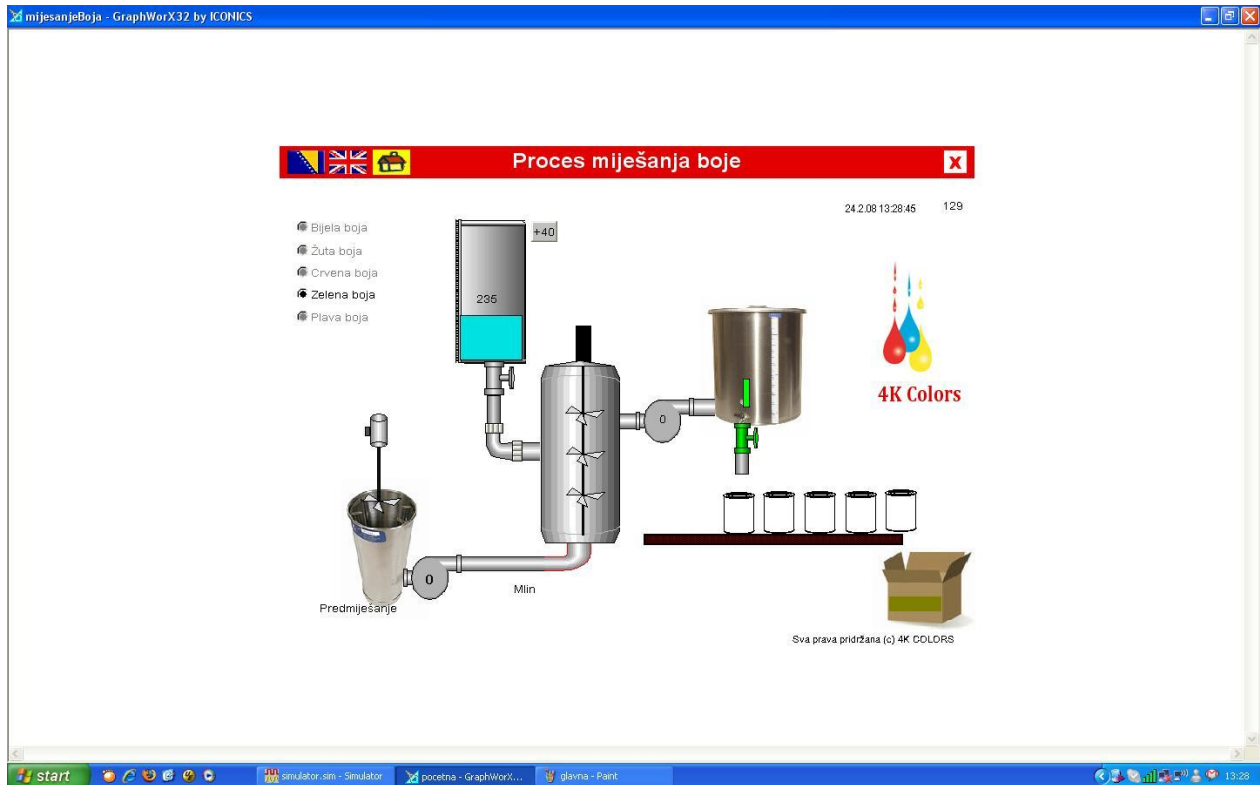 mijesanjeBoja - GraphWorX32 by ICONICS
Proces miješanja boje
X
24.2.08 13:28:45
129
Bijela boja
Žuta boja
Crvena boja
Zelena boja
Plava boja
+40
235
4K Colors
0
0
Predmiješanje
Mlin
Sva prava pridržana (c) 4K COLORS
start
simulator.sim - Simulator
pocetna - GraphWorX...
glavna - Paint
13:28